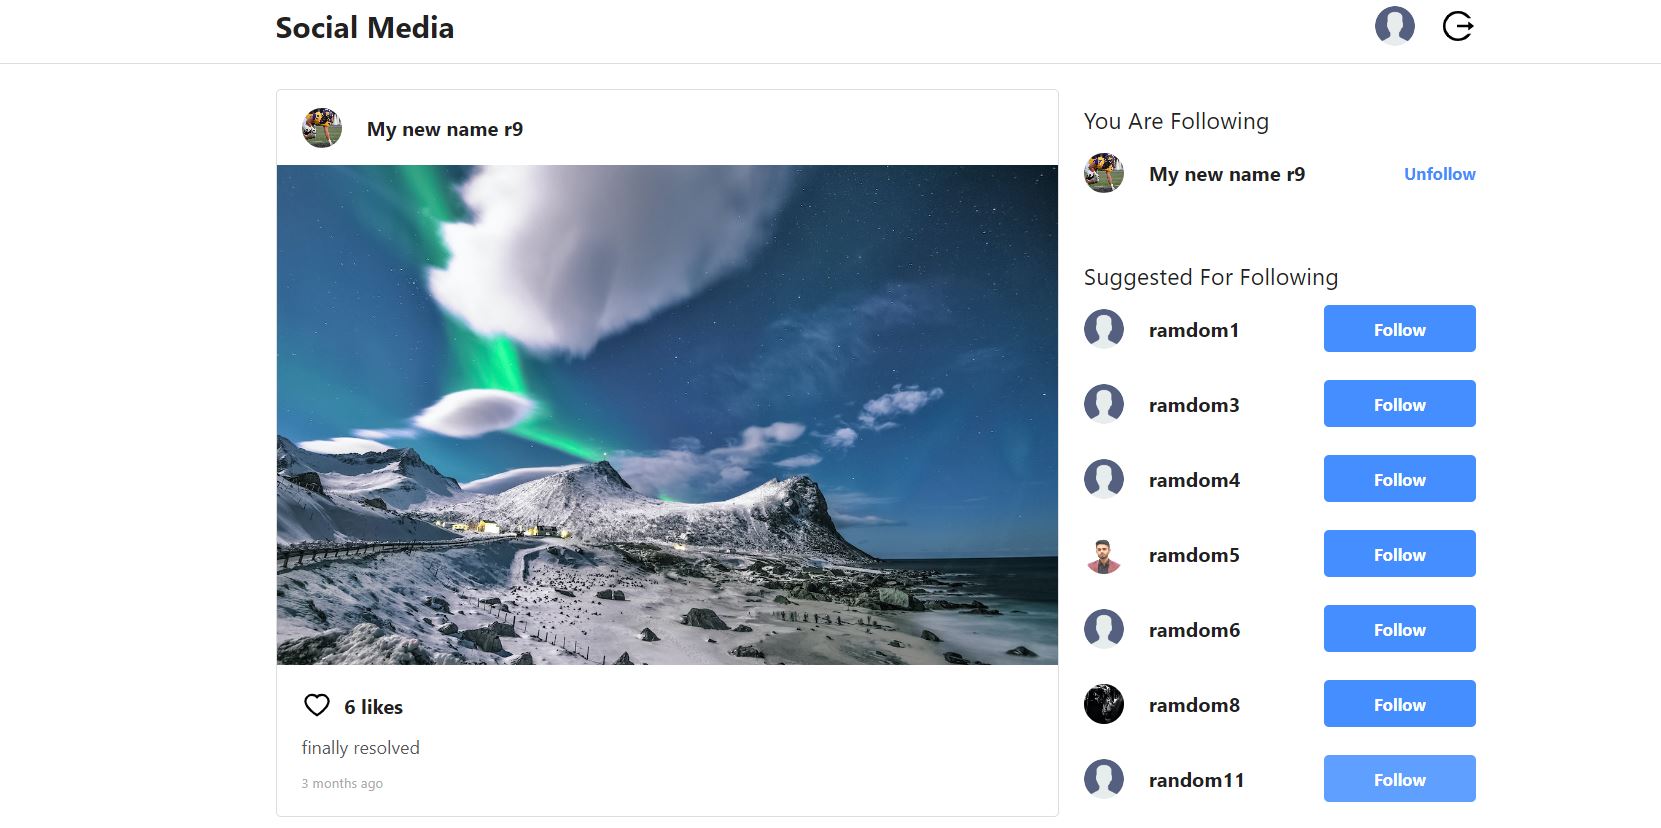 Social Media
My new name r9
6 likes
finally resolved
3 months ago
You Are Following
My new name r9 Unfollow
Suggested For Following
ramdom1 Follow
ramdom3 Follow
ramdom4 Follow
ramdom5 Follow
ramdom6 Follow
ramdom8 Follow
random11 Follow